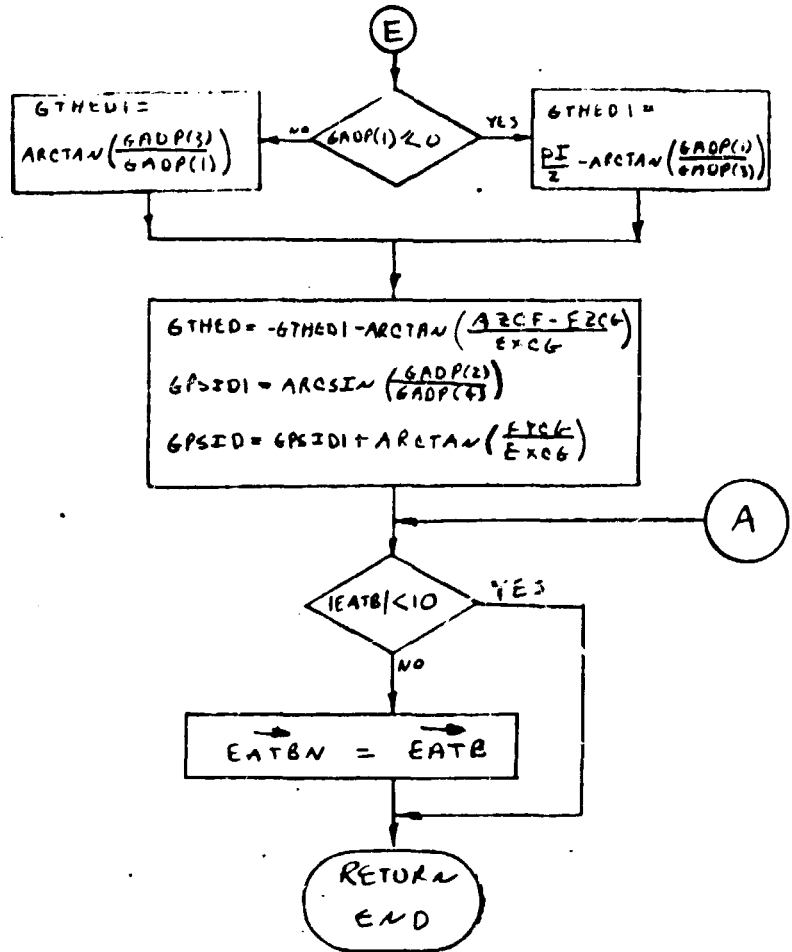 E
GTHED1 =
ARCTAN(GADP(3)/GADP(1))
NO
GADP(1)<0
YES
GTHED1 =
PI/2 -ARCTAN(GADP(1)/GADP(3))
GTHED = -GTHED1-ARCTAN(AZCF-EZCG/EXCG)
GPSID1 = ARCSIN(GADP(2)/GADP(4))
GPSID = GPSID1+ARCTAN(EYCG/EXCG)
A
|EATB|<10
YES
NO
EATBN = EATB
RETURN
END